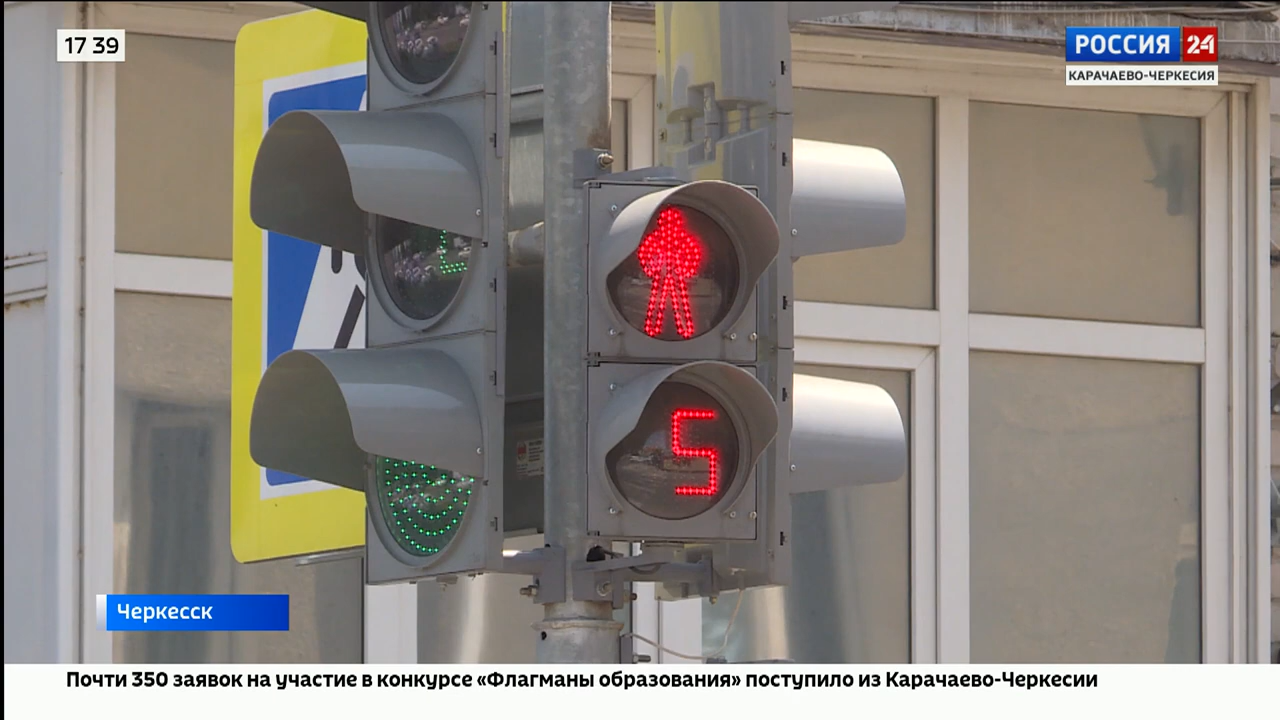 17 39
РОССИЯ 24
КАРАЧАЕВО-ЧЕРКЕСИЯ
5
Черкесск
Почти 350 заявок на участие в конкурсе «Флагманы образования» поступило из Карачаево-Черкесии